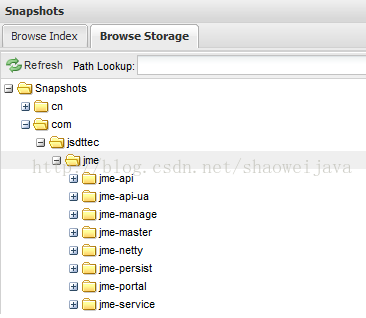 Snapshots
Browse Index Browse Storage
Refresh Path Lookup:
Snapshots
cn
com
jsdttec
jme
http://blog.csdn.net/shaoweijava
jme-api
jme-api-ua
jme-manage
jme-master
jme-netty
jme-persist
jme-portal
jme-service